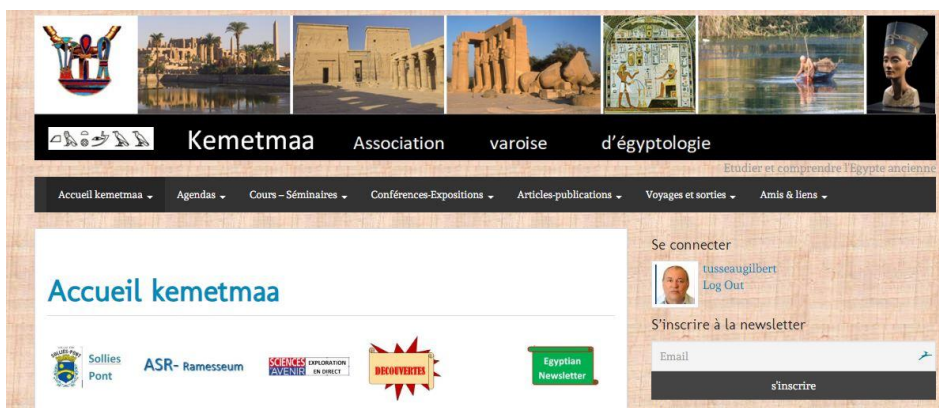 Kemetmaa Association varoise d'égyptologie
Etudier et comprendre l'Egypte ancienne
Accueil kemetmaa Agendas Cours – Séminaires Conférences-Expositions Articles-publications Voyages et sorties Amis & liens
Se connecter
tusseaugilbert
Log Out
Accueil kemetmaa
S'inscrire à la newsletter
Email
s'inscrire
SOLLIÈS-PONT
Sollies
Pont
ASR- Ramesseum
SCIENCES
AVENIR
EXPLORATION
EN DIRECT
DECOUVERTES
Egyptian
Newsletter